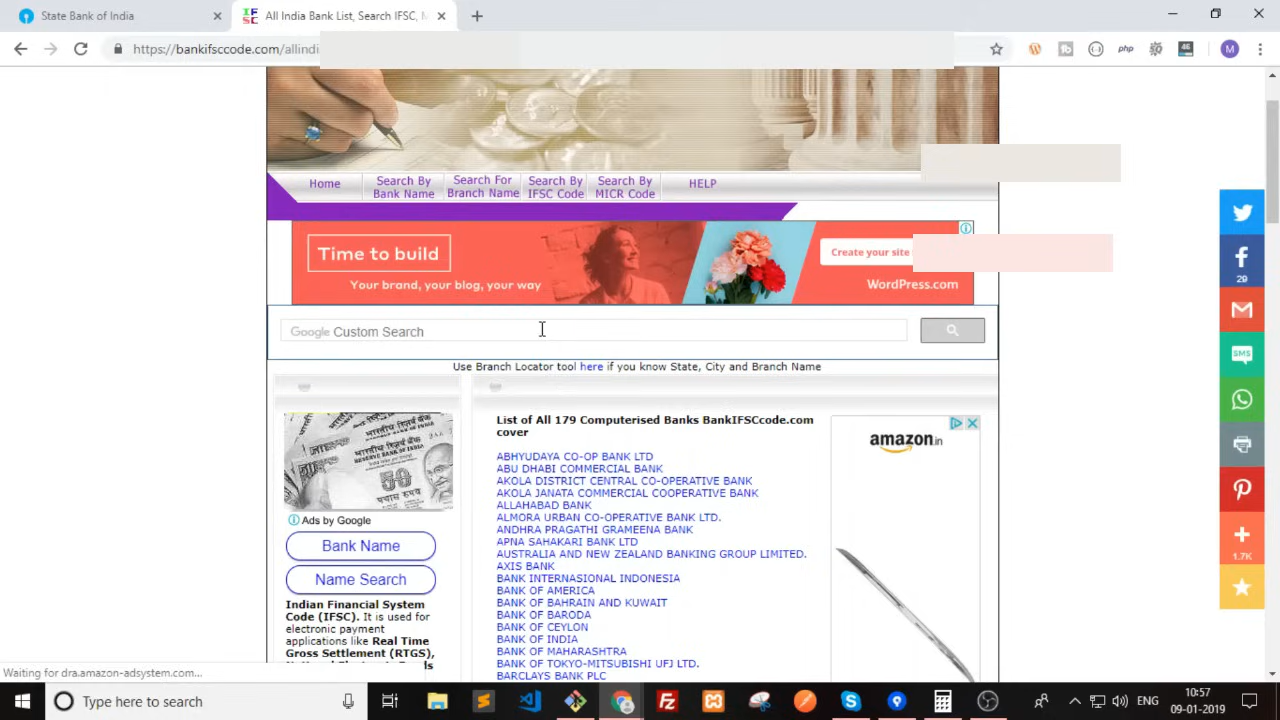 State Bank of India
All India Bank List, Search IFSC, M
https://bankifsccode.com/allindi
46
php
M
Home
Search By
Bank Name
Search For
Branch Name
Search By
IFSC Code
Search By
MICR Code
HELP
Time to build
Your brand, your blog, your way
Create your site
WordPress.com
Google Custom Search
Use Branch Locator tool here if you know State, City and Branch Name
Ads by Google
Bank Name
Name Search
Indian Financial System
Code (IFSC). It is used for
electronic payment
applications like Real Time
Gross Settlement (RTGS),
List of All 179 Computerised Banks BankIFSCcode.com
cover
ABHYUDAYA CO-OP BANK LTD
ABU DHABI COMMERCIAL BANK
AKOLA DISTRICT CENTRAL CO-OPERATIVE BANK
AKOLA JANATA COMMERCIAL COOPERATIVE BANK
ALLAHABAD BANK
ALMORA URBAN CO-OPERATIVE BANK LTD.
ANDHRA PRAGATHI GRAMEENA BANK
APNA SAHAKARI BANK LTD
AUSTRALIA AND NEW ZEALAND BANKING GROUP LIMITED.
AXIS BANK
BANK INTERNASIONAL INDONESIA
BANK OF AMERICA
BANK OF BAHRAIN AND KUWAIT
BANK OF BARODA
BANK OF CEYLON
BANK OF INDIA
BANK OF MAHARASHTRA
BANK OF TOKYO-MITSUBISHI UFJ LTD.
BARCLAYS BANK PLC
amazon.in
29
SMS
1.7K
Waiting for dra.amazon-adsystem.com...
Type here to search
ENG
10:57
09-01-2019